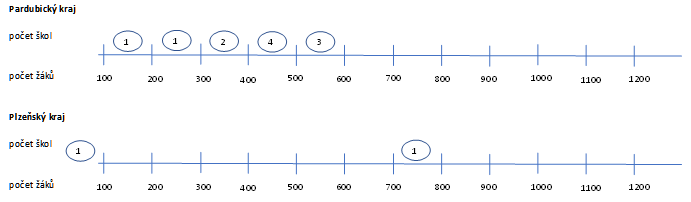 Pardubický kraj
počet škol 1 1 2 4 3
počet žáků 100 200 300 400 500 600 700 800 900 1000 1100 1200
Plzeňský kraj
počet škol 1 1
počet žáků 100 200 300 400 500 600 700 800 900 1000 1100 1200